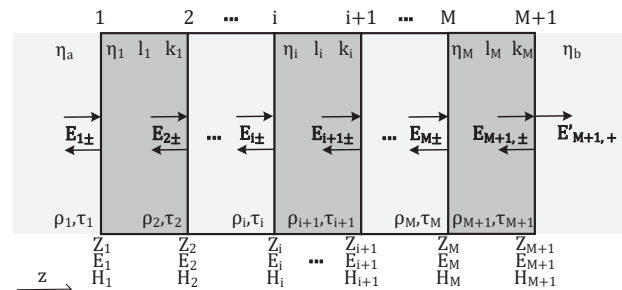 1 2 ... i i+1 ... M M+1
ηa η1 l1 k1 ηi li ki ηM lM kM ηb
E1± E2± ... Ei± Ei+1± ... EM± EM+1,± E'M+1,+
ρ1,τ1 ρ2,τ2 ρi,τi ρi+1,τi+1 ρM,τM ρM+1,τM+1
Z1 Z2 Zi Zi+1 ZM ZM+1
E1 E2 Ei ... Ei+1 EM EM+1
z H1 H2 Hi Hi+1 HM HM+1